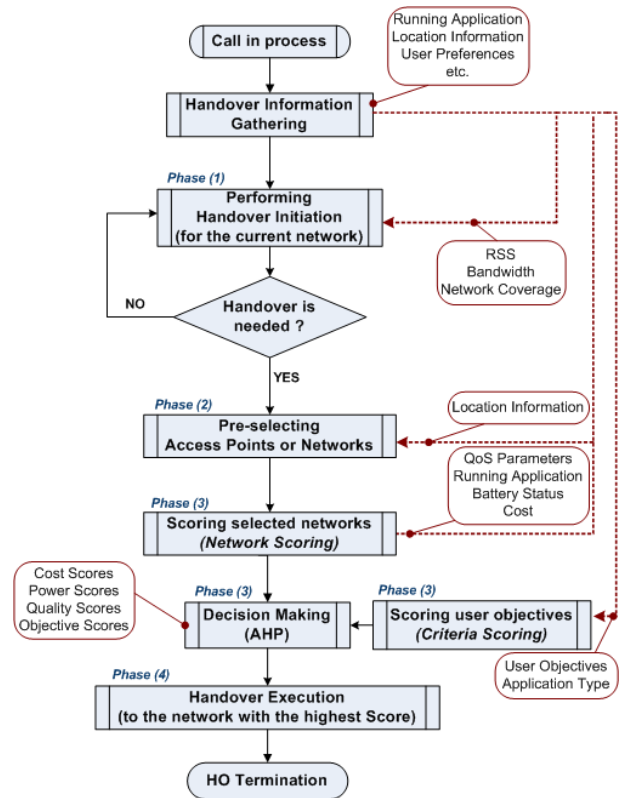 Call in process
Running Application
Location Information
User Preferences
etc.
Handover Information
Gathering
Phase (1)
Performing
Handover Initiation
(for the current network)
RSS
Bandwidth
Network Coverage
NO
Handover is
needed ?
YES
Phase (2)
Pre-selecting
Access Points or Networks
Location Information
QoS Parameters
Running Application
Battery Status
Cost
Phase (3)
Scoring selected networks
(Network Scoring)
Cost Scores
Power Scores
Quality Scores
Objective Scores
Phase (3)
Decision Making
(AHP)
Phase (3)
Scoring user objectives
(Criteria Scoring)
User Objectives
Application Type
Phase (4)
Handover Execution
(to the network with the highest Score)
HO Termination